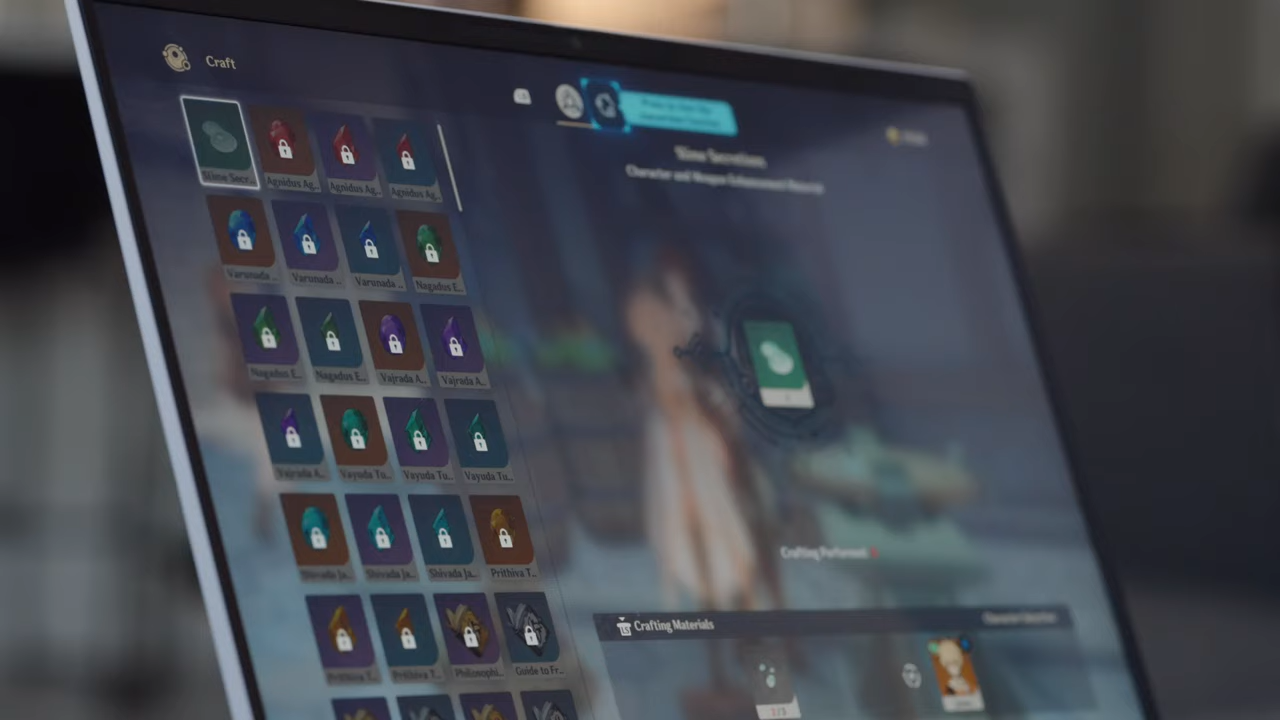 Craft
Slime Secr...
Agnidus Ag...
Agnidus Ag...
Agnidus Ag...
Varunada ...
Varunada ...
Varunada ...
Nagadus E...
Nagadus E...
Nagadus E...
Vajrada A...
Vajrada A...
Vajrada A...
Vayuda Tu...
Vayuda Tu...
Vayuda Tu...
Shivada Ja...
Shivada Ja...
Shivada Ja...
Prithiva T...
Prithiva T...
Prithiva T...
Philosophi...
Guide to Fr...
Slime Secretions
Character and Weapon Enhancement Material
Crafting Materials